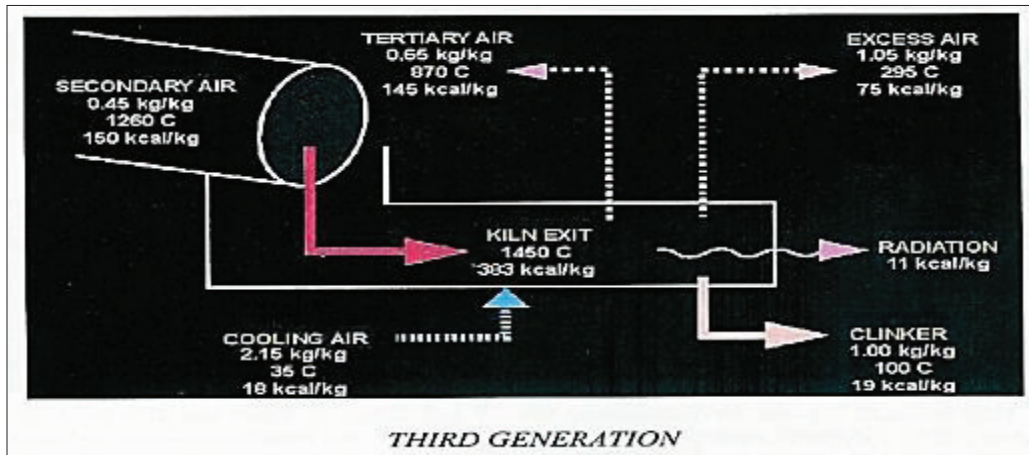 TERTIARY AIR
0.65 kg/kg
870 C
145 kcal/kg
EXCESS AIR
1.05 kg/kg
295 C
75 kcal/kg
SECONDARY AIR
0.45 kg/kg
1260 C
150 kcal/kg
KILN EXIT
1450 C
383 kcal/kg
RADIATION
11 kcal/kg
COOLING AIR
2.15 kg/kg
35 C
18 kcal/kg
CLINKER
1.00 kg/kg
100 C
19 kcal/kg
THIRD GENERATION